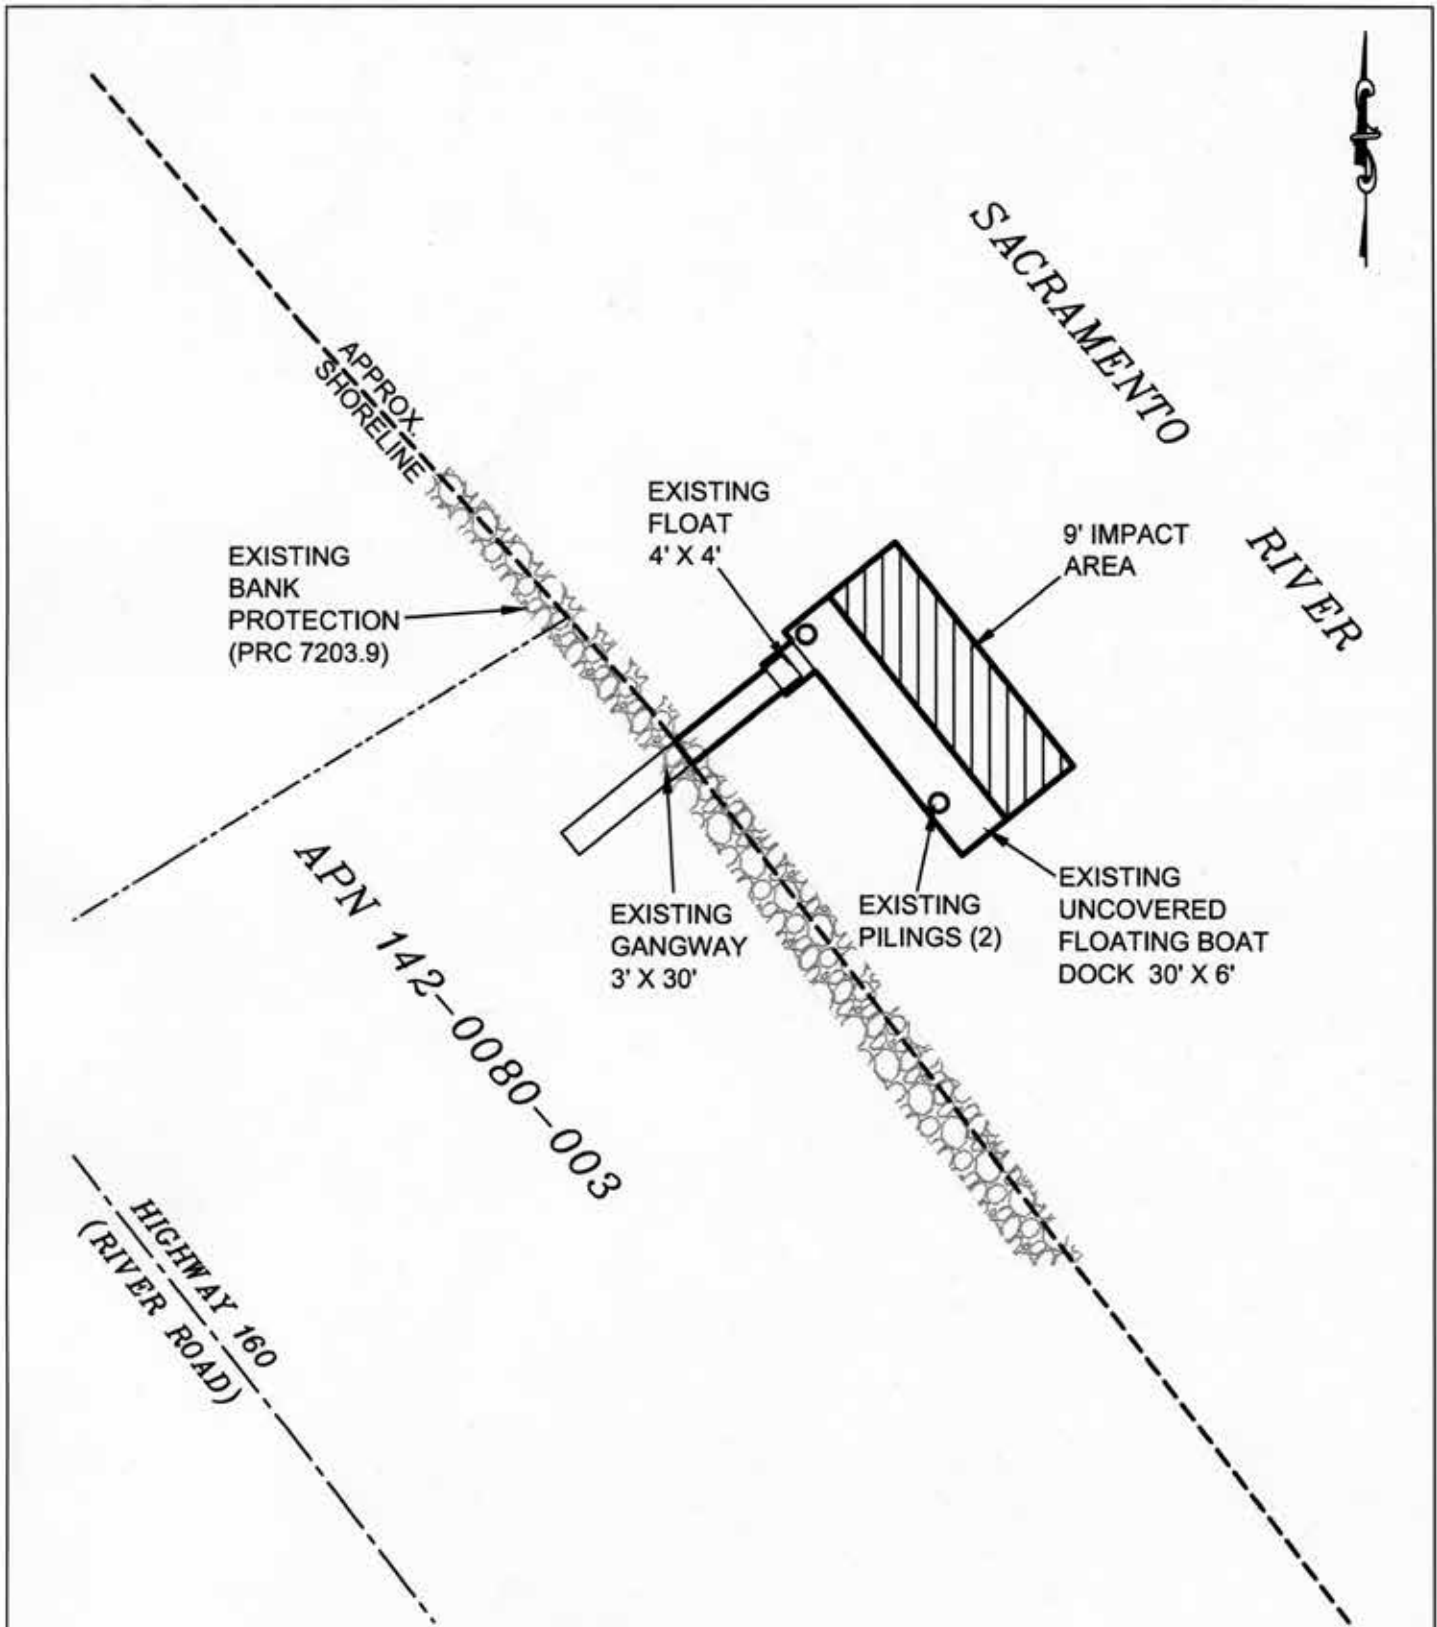 SACRAMENTO
RIVER
APPROX.
SHORELINE
EXISTING
FLOAT
4' X 4'
9' IMPACT
AREA
EXISTING
BANK
PROTECTION
(PRC 7203.9)
APN 142-0080-003
EXISTING
GANGWAY
3' X 30'
EXISTING
PILINGS (2)
EXISTING
UNCOVERED
FLOATING BOAT
DOCK 30' X 6'
HIGHWAY 160
(RIVER ROAD)